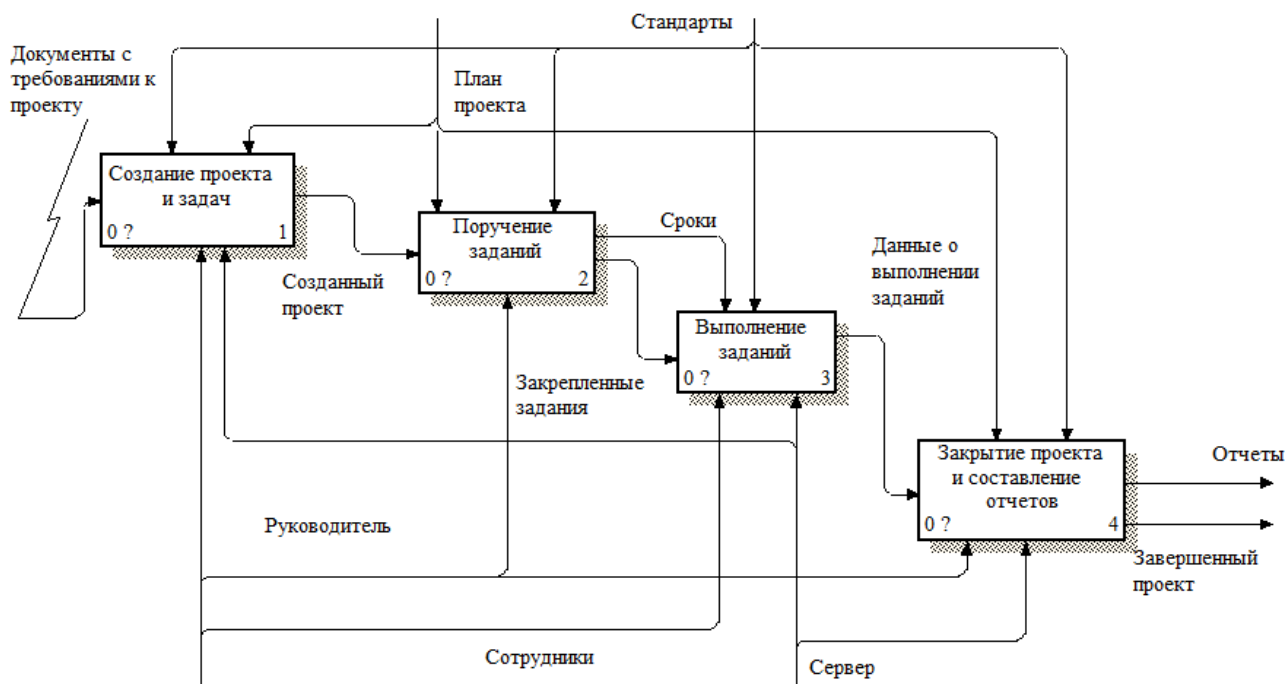 Стандарты
Документы с
требованиями к
проекту
План
проекта
Создание проекта
и задач
0 ?
1
Созданный
проект
Поручение
заданий
0 ?
2
Сроки
Закрепленные
задания
Выполнение
заданий
0 ?
3
Данные о
выполнении
заданий
Закрытие проекта
и составление
отчетов
0 ?
4
Отчеты
Завершенный
проект
Руководитель
Сотрудники
Сервер